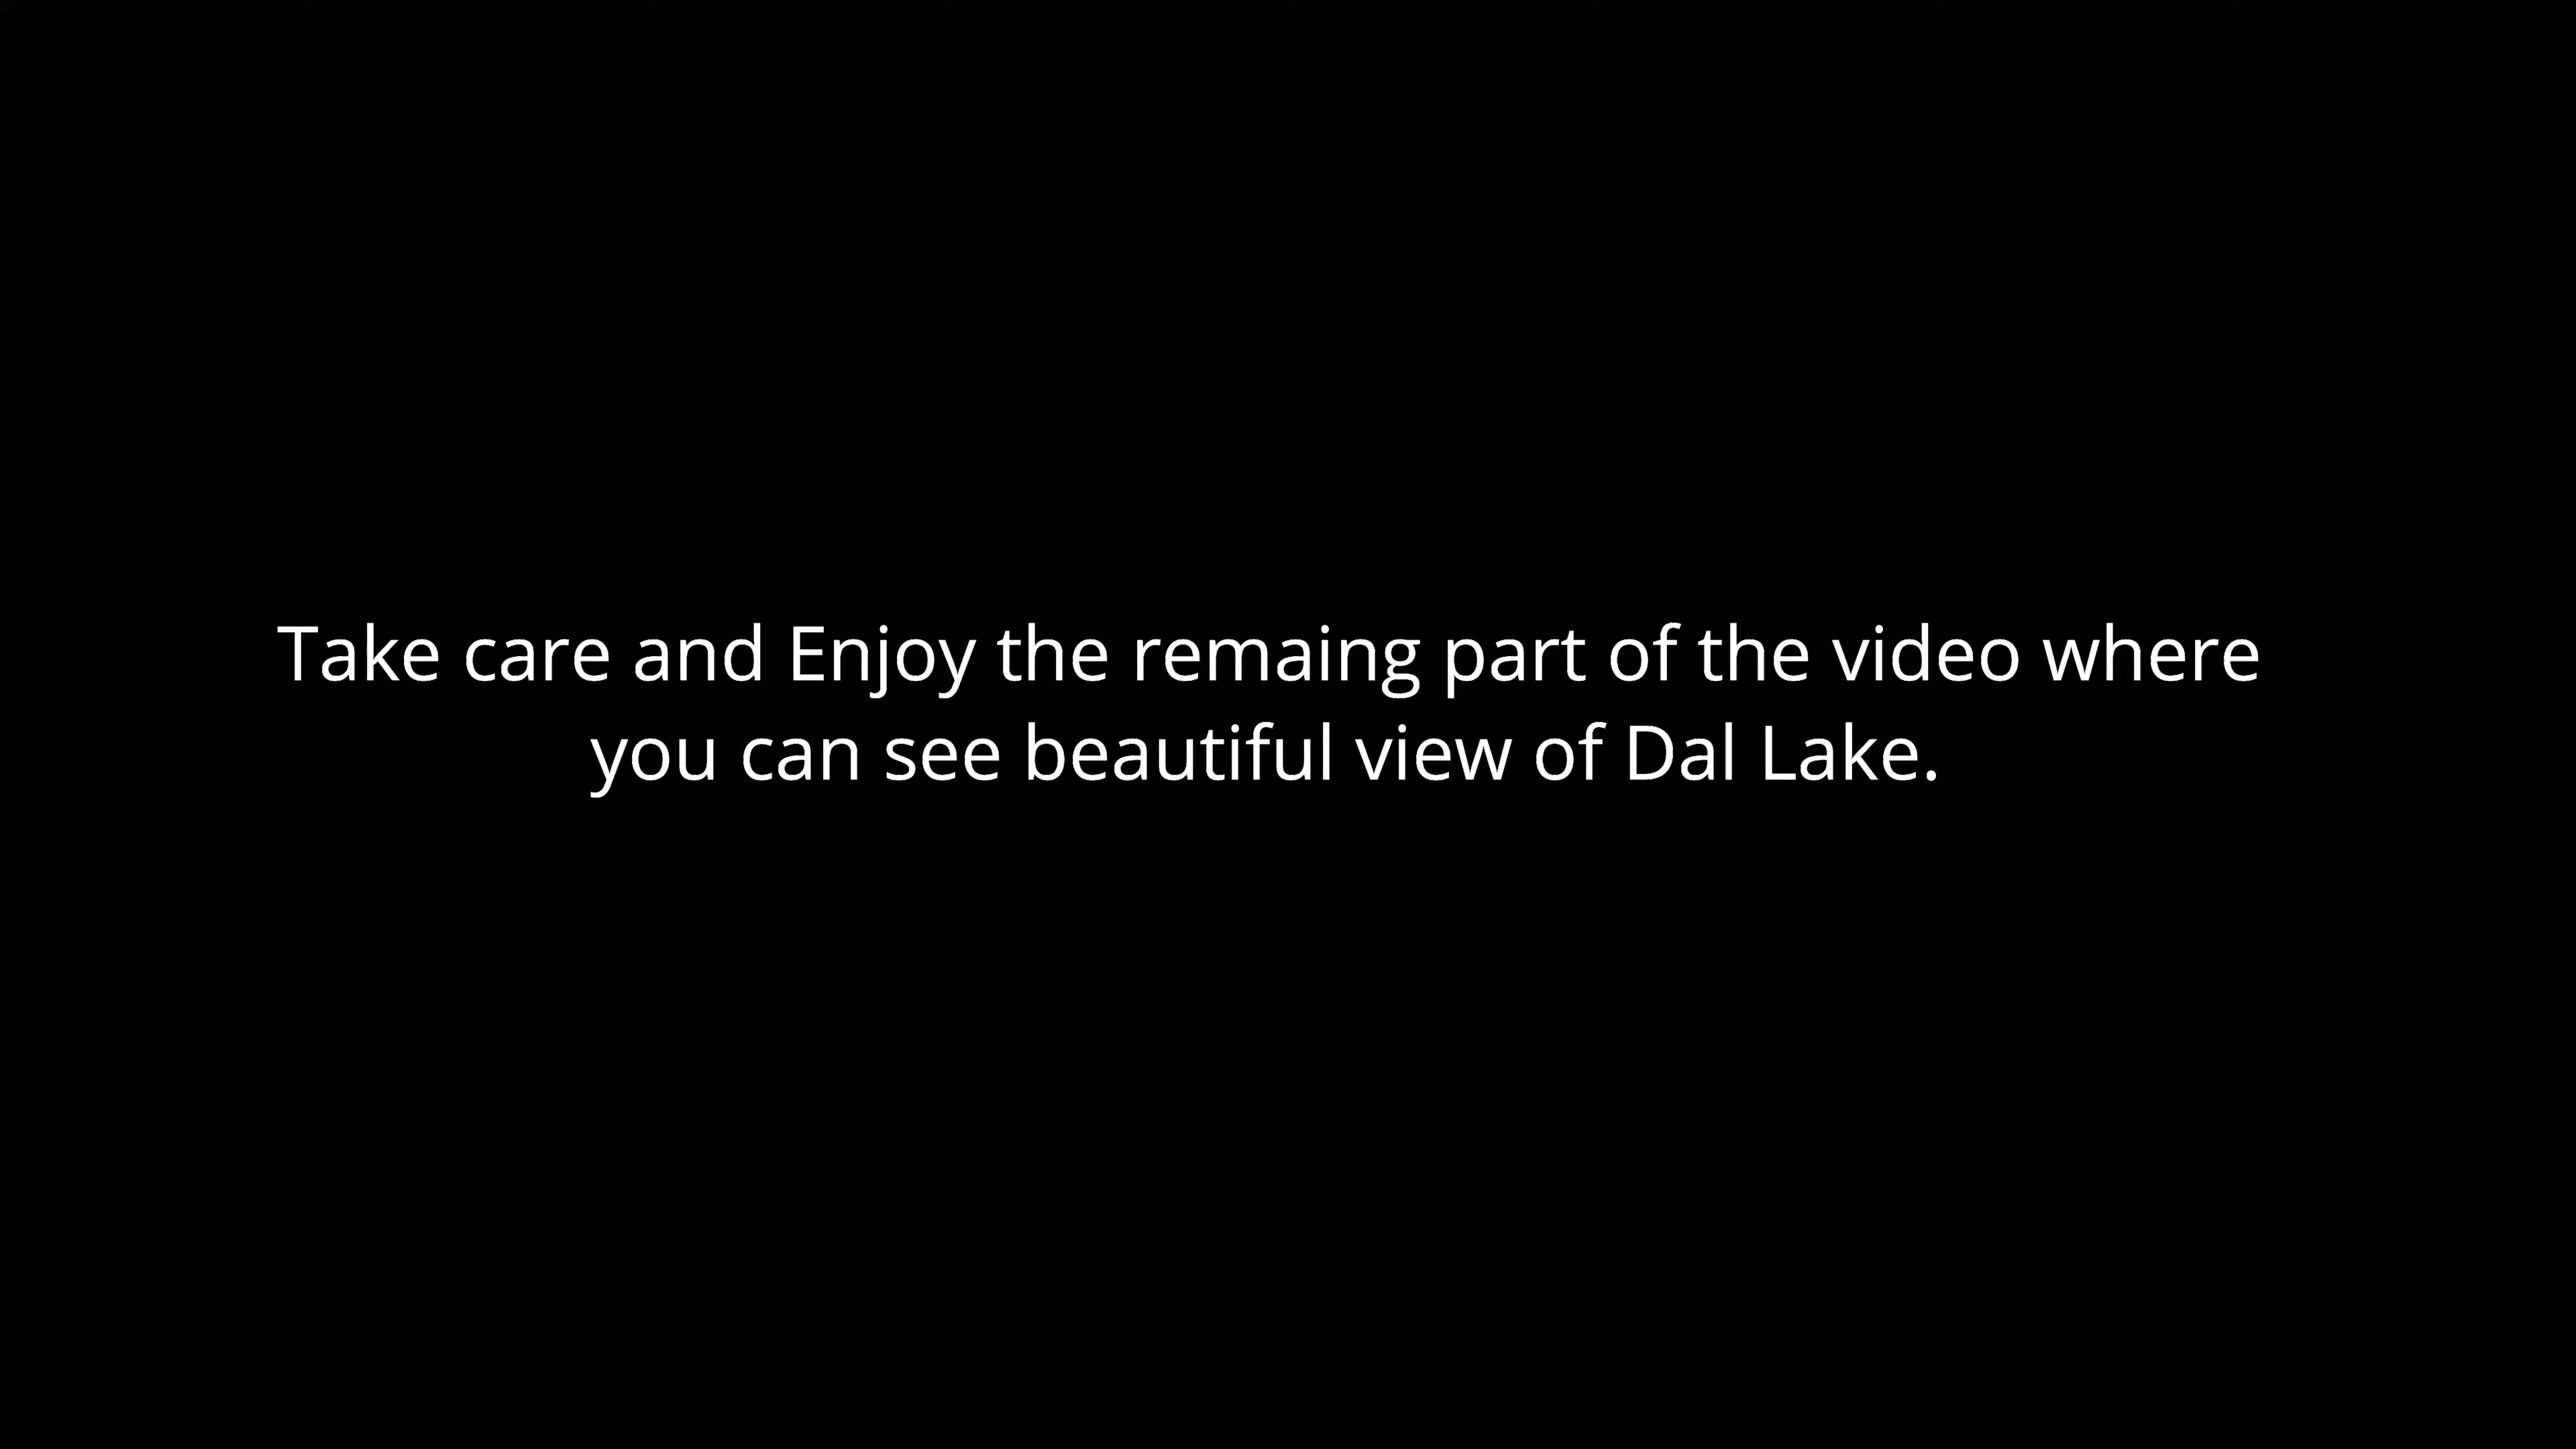 Take care and Enjoy the remaing part of the video where
you can see beautiful view of Dal Lake.